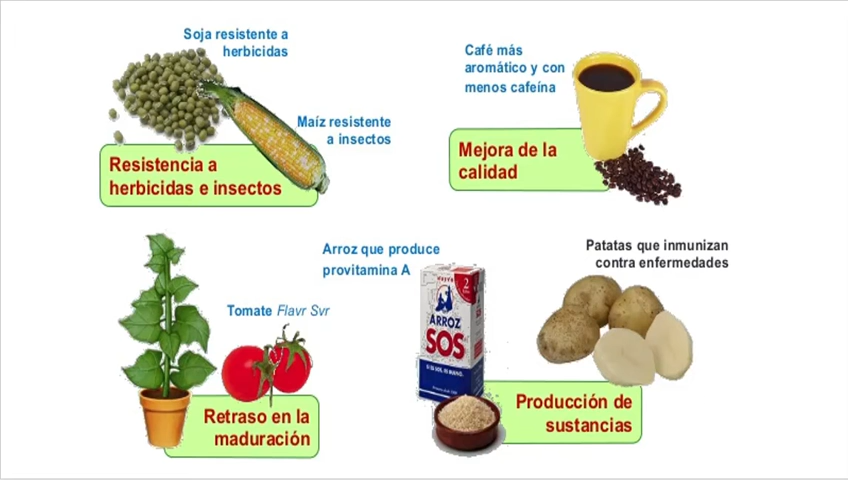 Soja resistente a
herbicidas
Maíz resistente
a insectos
Resistencia a
herbicidas e insectos
Café más
aromático y con
menos cafeína
Mejora de la
calidad
Tomate Flavr Svr
Retraso en la
maduración
Arroz que produce
provitamina A
2
ARROZ
SOS
Patatas que inmunizan
contra enfermedades
Producción de
sustancias